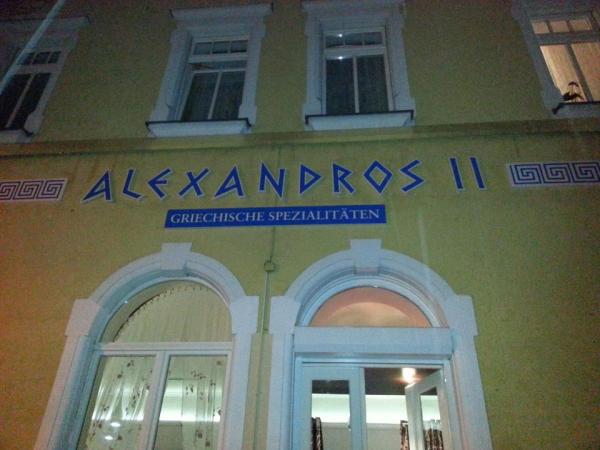 ALEXANDROS II
GRIECHISCHE SPEZIALITÄTEN